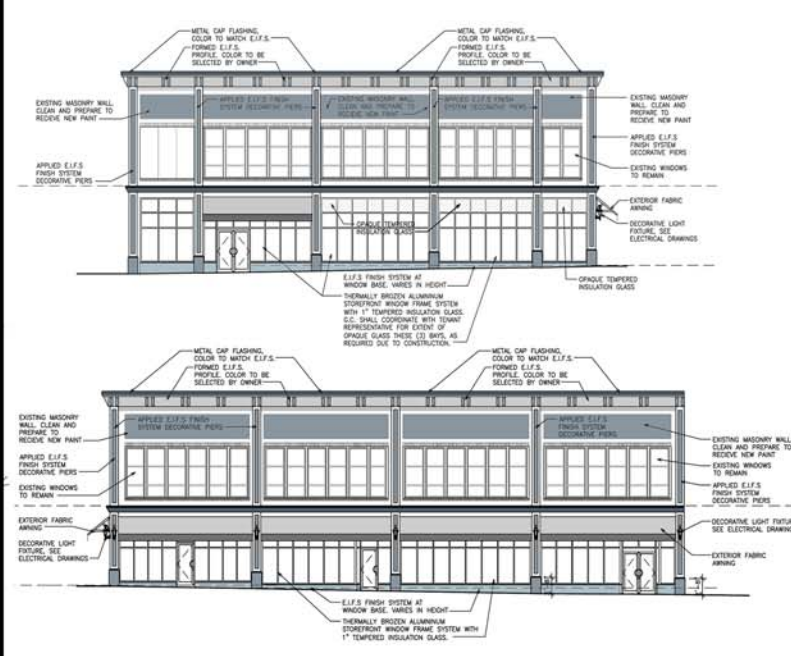 METAL CAP FLASHING,
COLOR TO MATCH E.I.F.S.
FORMED E.I.F.S.
PROFILE. COLOR TO BE
SELECTED BY OWNER
METAL CAP FLASHING,
COLOR TO MATCH E.I.F.S.
FORMED E.I.F.S.
PROFILE. COLOR TO BE
SELECTED BY OWNER
EXISTING MASONRY WALL.
CLEAN AND PREPARE TO
RECIEVE NEW PAINT
APPLIED E.I.F.S FINISH
SYSTEM DECORATIVE PIERS
EXISTING MASONRY WALL.
CLEAN AND PREPARE TO
RECIEVE NEW PAINT
APPLIED E.I.F.S FINISH
SYSTEM DECORATIVE PIERS
EXISTING MASONRY
WALL. CLEAN AND
PREPARE TO
RECIEVE NEW PAINT
APPLIED E.I.F.S
FINISH SYSTEM
DECORATIVE PIERS
APPLIED E.I.F.S
FINISH SYSTEM
DECORATIVE PIERS
EXISTING WINDOWS
TO REMAIN
EXTERIOR FABRIC
AWNING
DECORATIVE LIGHT
FIXTURE, SEE
ELECTRICAL DRAWINGS
OPAQUE TEMPERED
INSULATION GLASS
OPAQUE TEMPERED
INSULATION GLASS
E.I.F.S FINISH SYSTEM AT
WINDOW BASE. VARIES IN HEIGHT
THERMALLY BROZEN ALUMNINUM
STOREFRONT WINDOW FRAME SYSTEM
WITH 1" TEMPERED INSULATION GLASS.
G.C. SHALL COORDINATE WITH TENANT
REPRESENTATIVE FOR EXTENT OF
OPAQUE GLASS THESE (3) BAYS, AS
REQUIRED DUE TO CONSTRUCTION.
METAL CAP FLASHING,
COLOR TO MATCH E.I.F.S.
FORMED E.I.F.S.
PROFILE. COLOR TO BE
SELECTED BY OWNER
METAL CAP FLASHING,
COLOR TO MATCH E.I.F.S.
FORMED E.I.F.S.
PROFILE. COLOR TO BE
SELECTED BY OWNER
EXISTING MASONRY
WALL. CLEAN AND
PREPARE TO
RECIEVE NEW PAINT
APPLIED E.I.F.S FINISH
SYSTEM DECORATIVE PIERS
APPLIED E.I.F.S
FINISH SYSTEM
DECORATIVE PIERS
EXISTING MASONRY WALL.
CLEAN AND PREPARE TO
RECIEVE NEW PAINT
APPLIED E.I.F.S
FINISH SYSTEM
DECORATIVE PIERS
EXISTING WINDOWS
TO REMAIN
EXISTING WINDOWS
TO REMAIN
APPLIED E.I.F.S
FINISH SYSTEM
DECORATIVE PIERS
EXTERIOR FABRIC
AWNING
DECORATIVE LIGHT
FIXTURE, SEE
ELECTRICAL DRAWINGS
DECORATIVE LIGHT FIXTURE
SEE ELECTRICAL DRAWING
EXTERIOR FABRIC
AWNING
E.I.F.S FINISH SYSTEM AT
WINDOW BASE. VARIES IN HEIGHT
THERMALLY BROZEN ALUMNINUM
STOREFRONT WINDOW FRAME SYSTEM WITH
1" TEMPERED INSULATION GLASS.